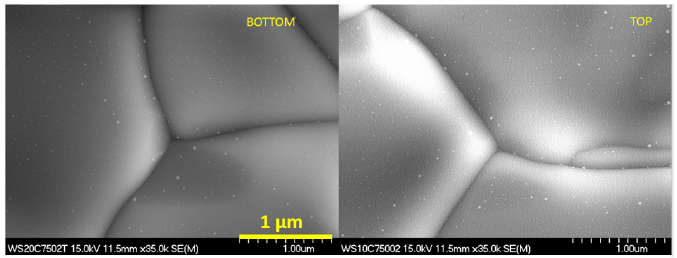 BOTTOM
TOP
1 µm
WS20C7502T 15.0kV 11.5mm x35.0k SE(M) 1.00um
WS10C75002 15.0kV 11.5mm x35.0k SE(M) 1.00um